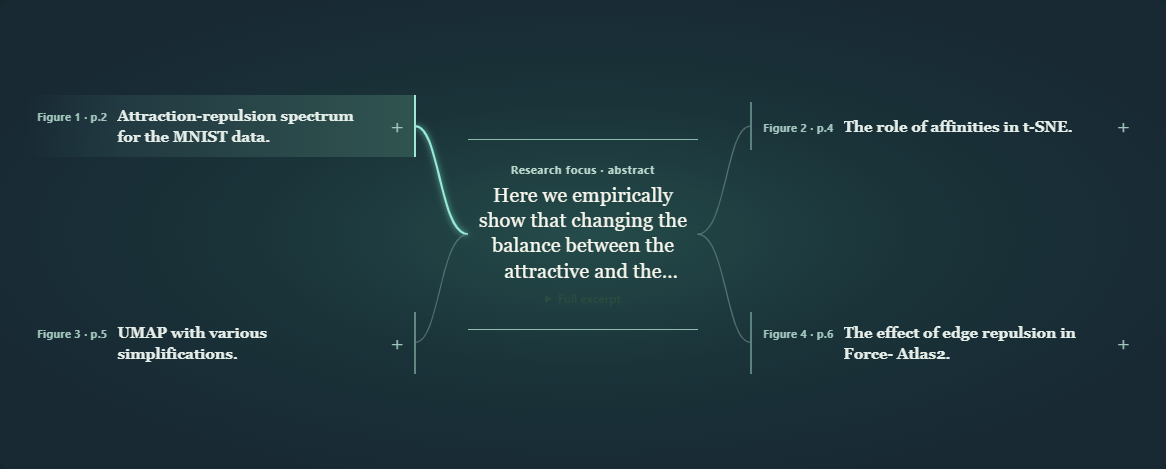 Figure 1 · p.2
Attraction-repulsion spectrum
for the MNIST data.
+
Research focus · abstract
Here we empirically
show that changing the
balance between the
attractive and the...
▶ Full excerpt
Figure 2 · p.4
The role of affinities in t-SNE.
+
Figure 3 · p.5
UMAP with various
simplifications.
+
Figure 4 · p.6
The effect of edge repulsion in
Force- Atlas2.
+